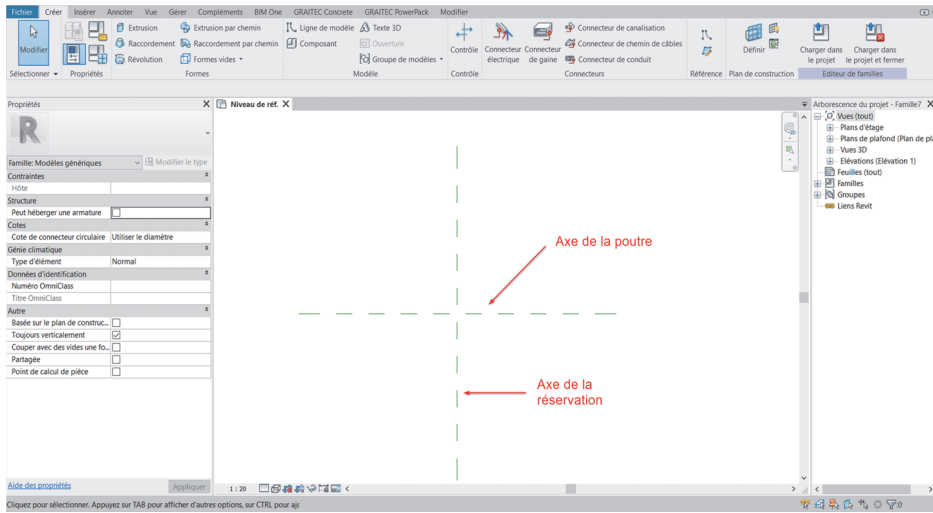 Fichier Créer Insérer Annoter Vue Gérer Compléments BIM One GRAITEC Concrete GRAITEC PowerPack Modifier
Modifier
Extrusion
Raccordement
Révolution
Extrusion par chemin
Raccordement par chemin
Formes vides
Ligne de modèle
Composant
Texte 3D
Ouverture
Groupe de modèles
Contrôle
Connecteur électrique
Connecteur de gaine
Connecteur de canalisation
Connecteur de chemin de câbles
Connecteur de conduit
Définir
Charger dans le projet
Charger dans le projet et fermer
Sélectionner Propriétés Formes Modèle Contrôle Connecteurs Référence Plan de construction Editeur de familles
Propriétés X
R
Famille: Modèles génériques Modifier le type
Contraintes
Hôte
Structure
Peut héberger une armature
Cotes
Cote de connecteur circulaire Utiliser le diamètre
Génie climatique
Type d'élément Normal
Données d'identification
Numéro OmniClass
Titre OmniClass
Autre
Basée sur le plan de construc...
Toujours verticalement
Couper avec des vides une fo...
Partagée
Point de calcul de pièce
Aide des propriétés Appliquer
Niveau de réf. X
Axe de la poutre
Axe de la
réservation
1 : 20
Arborescence du projet - Famille7 X
Vues (tout)
Plans d'étage
Plans de plafond (Plan de pl
Vues 3D
Elévations (Elévation 1)
Feuilles (tout)
Familles
Groupes
Liens Revit
Cliquez pour sélectionner. Appuyez sur TAB pour afficher d'autres options, sur CTRL pour ajc
:0